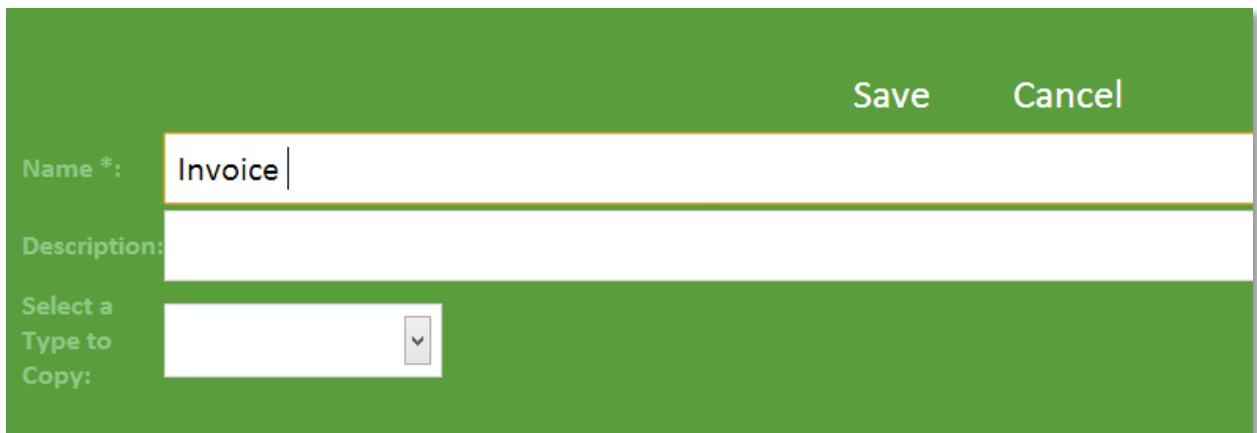 Save Cancel
Name *: Invoice
Description:
Select a
Type to
Copy: